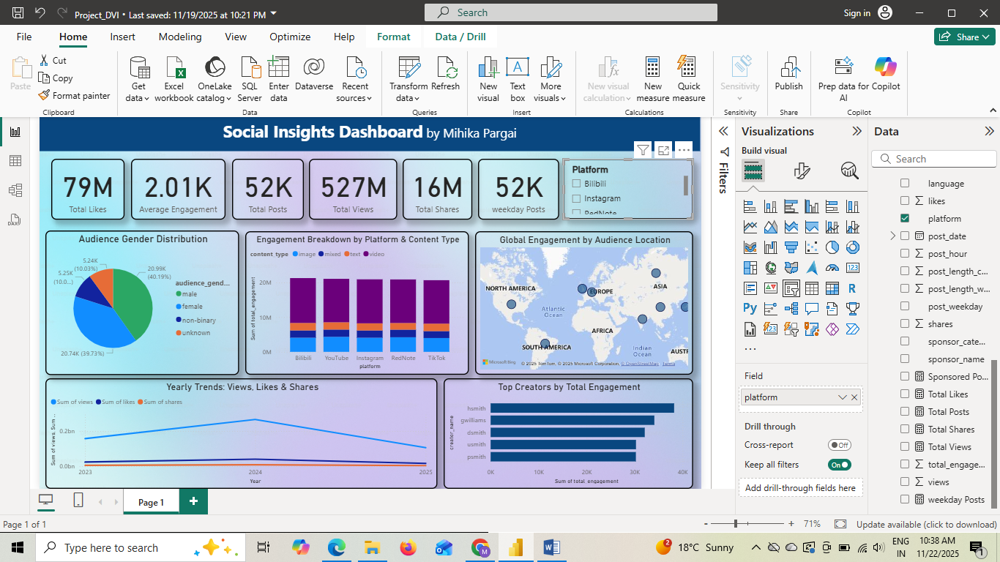 Project_DVI • Last saved: 11/19/2025 at 10:21 PM
Search
Sign in
File
Home
Insert
Modeling
View
Optimize
Help
Format
Data / Drill
Share
Paste
Cut
Copy
Format painter
Clipboard
Get data
Excel workbook
OneLake catalog
SQL Server
Enter data
Dataverse
Recent sources
Data
Transform data
Refresh
Queries
New visual
Text box
More visuals
Insert
New visual calculation
New measure
Quick measure
Calculations
Sensitivity
Sensitivity
Publish
Share
Prep data for AI
Copilot
Copilot
Social Insights Dashboard by Mihika Pargai
79M
Total Likes
2.01K
Average Engagement
52K
Total Posts
527M
Total Views
16M
Total Shares
52K
weekday Posts
Platform
Bilibili
Instagram
RedNote
Audience Gender Distribution
5.24K
(10.03%)
5.25K
(10.0...)
20.99K
(40.19%)
20.74K (39.73%)
audience_gend...
male
female
non-binary
unknown
Engagement Breakdown by Platform & Content Type
content_type
image
mixed
text
video
Sum of total_engagement
20M
10M
0M
Bilibili
YouTube
Instagram
RedNote
TikTok
platform
Global Engagement by Audience Location
NORTH AMERICA
EUROPE
ASIA
Atlantic
Ocean
AFRICA
SOUTH AMERICA
Indian
Ocean
AUSTR
Microsoft Bing
© 2025 TomTom, © 2025 Microsoft Corporation, © OpenStreetMap Terms
Yearly Trends: Views, Likes & Shares
Sum of views
Sum of likes
Sum of shares
Sum of views, Sum ...
0.2bn
0.0bn
2023
2024
2025
Year
Top Creators by Total Engagement
creator_name
hsmith
gwilliams
dsmith
usmith
psmith
0K
10K
20K
30K
40K
Sum of total_engagement
Filters
Visualizations
Build visual
123
R
Py
123
...
Field
platform
Drill through
Cross-report
Off
Keep all filters
On
Add drill-through fields here
Data
Search
language
likes
platform
post_date
post_hour
post_length_c...
post_length_w...
post_weekday
shares
sponsor_cate...
sponsor_name
Sponsored Po...
Total Likes
Total Posts
Total Shares
Total Views
total_engage...
views
weekday Posts
Page 1
Page 1 of 1
71%
Update available (click to download)
Type here to search
2
18°C Sunny
ENG
IN
10:38 AM
11/22/2025
1